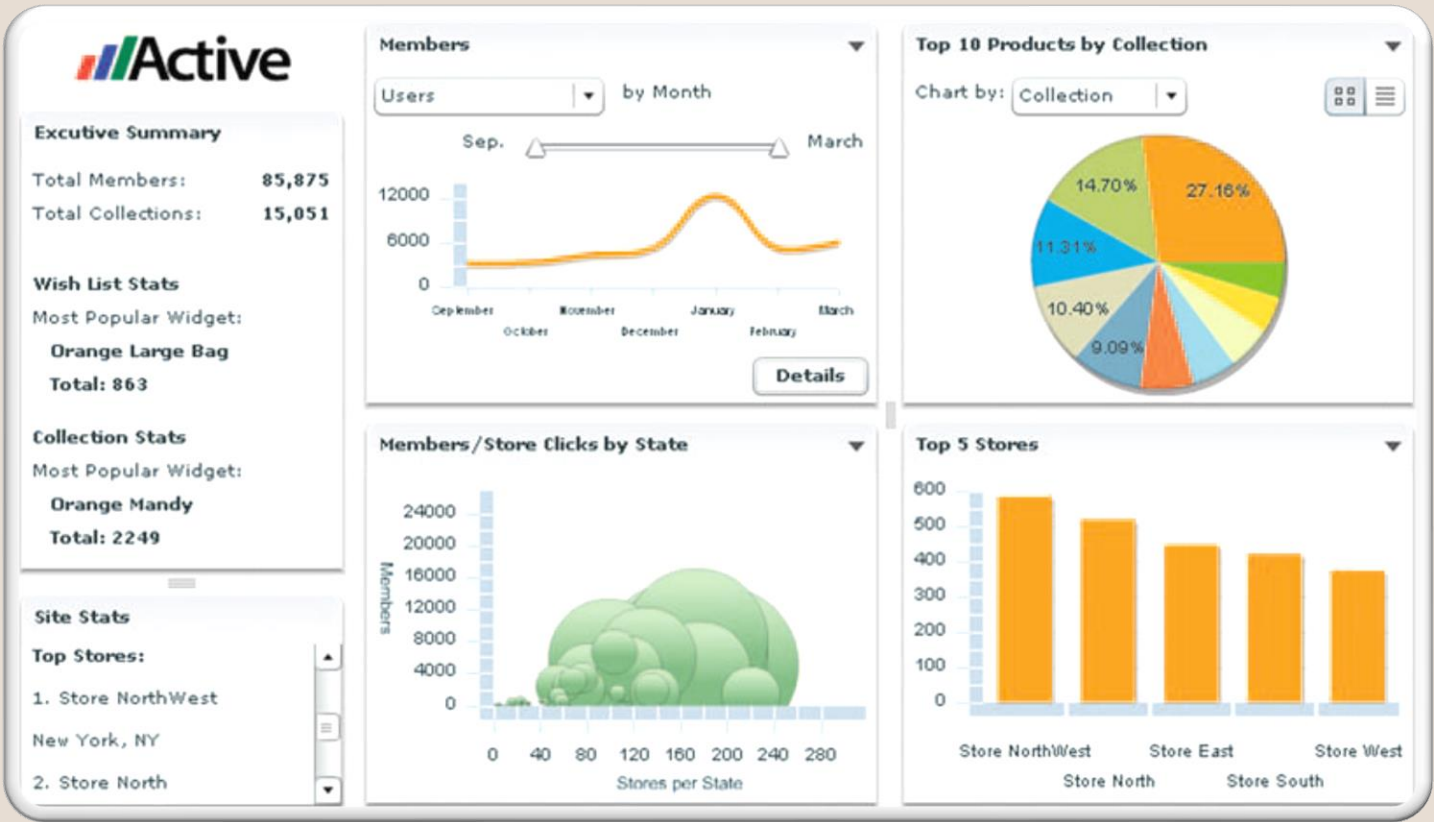 Active
Excutive Summary
Total Members: 85,875
Total Collections: 15,051
Wish List Stats
Most Popular Widget:
Orange Large Bag
Total: 863
Collection Stats
Most Popular Widget:
Orange Mandy
Total: 2249
Site Stats
Top Stores:
1. Store NorthWest
New York, NY
2. Store North
Members
Users by Month
Sep. March
12000
6000
0
September November January March
October December February
Details
Top 10 Products by Collection
Chart by: Collection
14.70% 27.16%
11.31%
10.40%
9.09%
Members/Store Clicks by State
Members
24000
20000
16000
12000
8000
4000
0
0 40 80 120 160 200 240 280
Stores per State
Top 5 Stores
600
500
400
300
200
100
0
Store NorthWest Store East Store West
Store North Store South